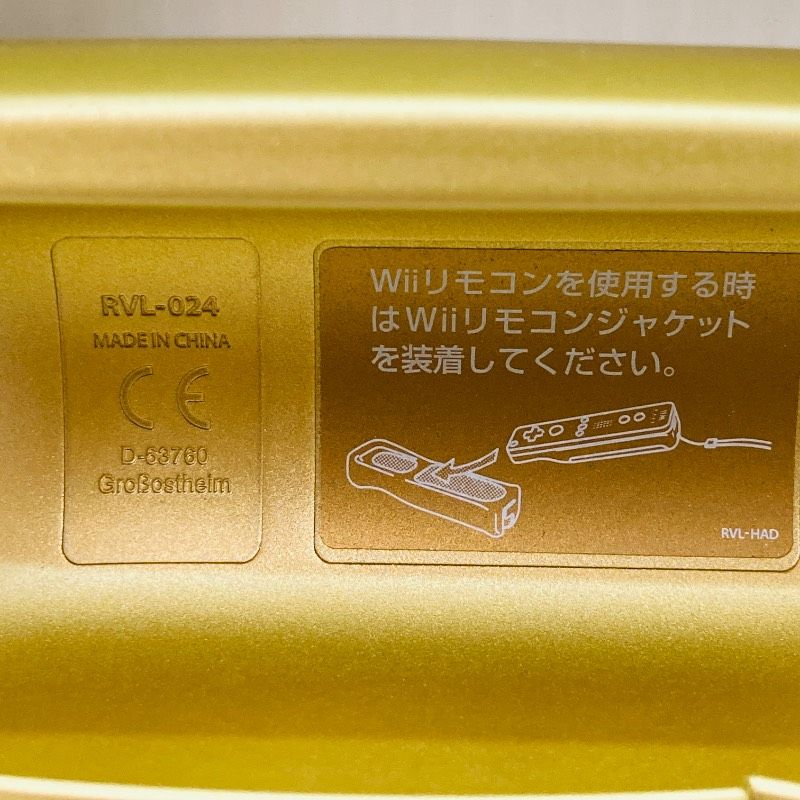 RVL-024
MADE IN CHINA
CE
D-63760
Großostheim
Wiiリモコンを使用する時
はWiiリモコンジャケット
を装着してください。
RVL-HAD